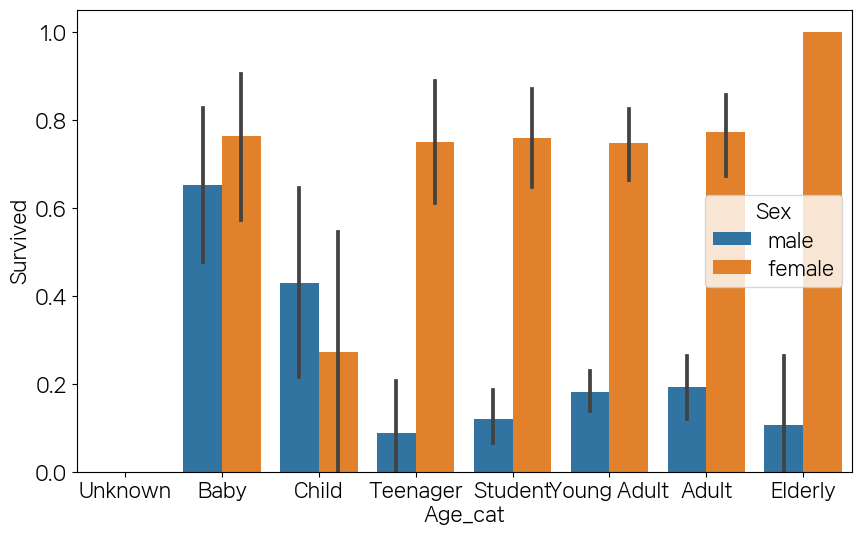 1.0
0.8
0.6
0.4
0.2
0.0
Survived
Sex
male
female
Unknown Baby Child Teenager Student Young Adult Adult Elderly
Age_cat